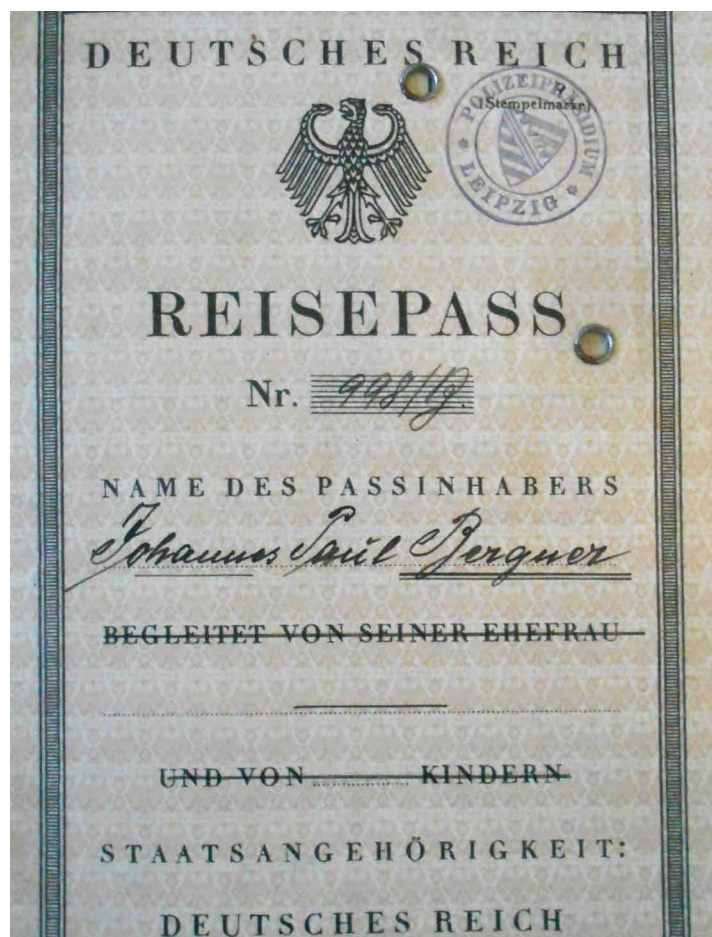 DEUTSCHES REICH
POLIZEIPRÄSIDIUM
(Stempelmarke)
LEIPZIG
REISEPASS
Nr. 998/
NAME DES PASSINHABERS
Johannes Paul Bergner
BEGLEITET VON SEINER EHEFRAU
UND VON KINDERN
STAATSANGEHÖRIGKEIT:
DEUTSCHES REICH